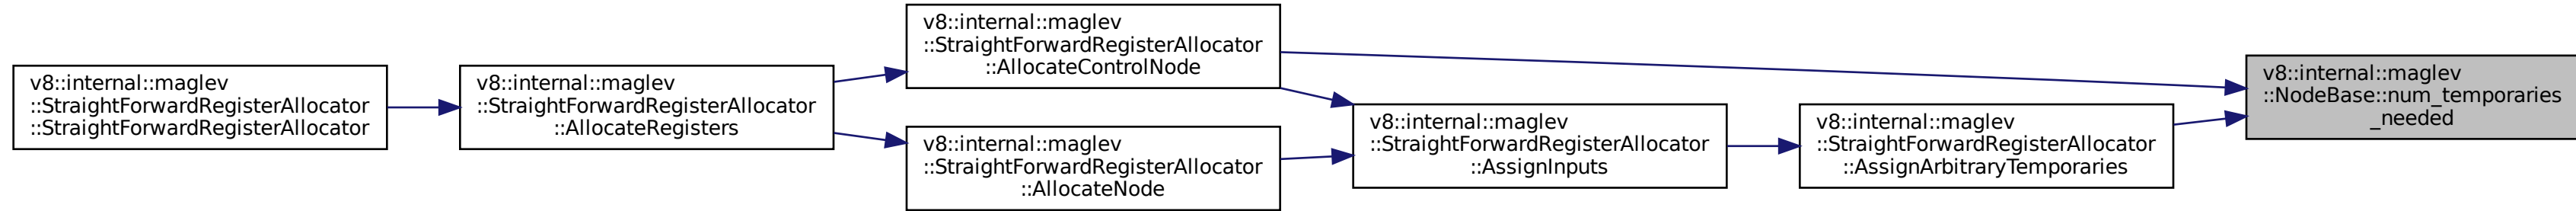 v8::internal::maglev
::StraightForwardRegisterAllocator
::StraightForwardRegisterAllocator
v8::internal::maglev
::StraightForwardRegisterAllocator
::AllocateRegisters
v8::internal::maglev
::StraightForwardRegisterAllocator
::AllocateControlNode
v8::internal::maglev
::StraightForwardRegisterAllocator
::AllocateNode
v8::internal::maglev
::StraightForwardRegisterAllocator
::AssignInputs
v8::internal::maglev
::StraightForwardRegisterAllocator
::AssignArbitraryTemporaries
v8::internal::maglev
::NodeBase::num_temporaries
_needed